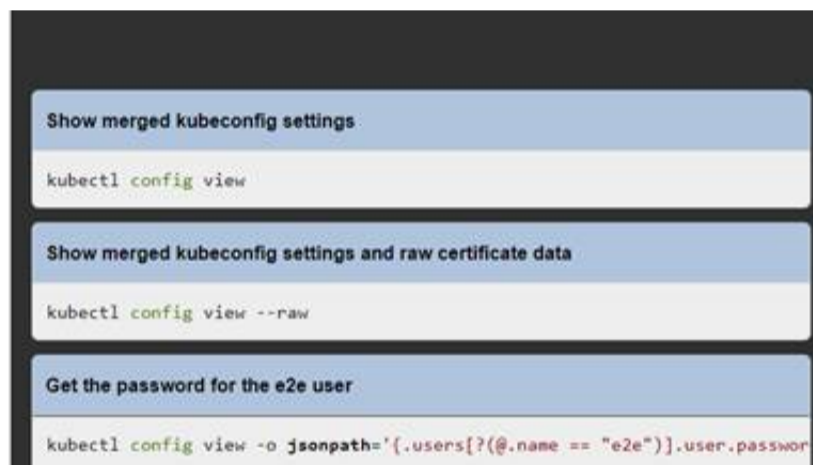 Show merged kubeconfig settings
kubectl config view
Show merged kubeconfig settings and raw certificate data
kubectl config view --raw
Get the password for the e2e user
kubectl config view -o jsonpath='{.users[?(@.name == "e2e")].user.passwor